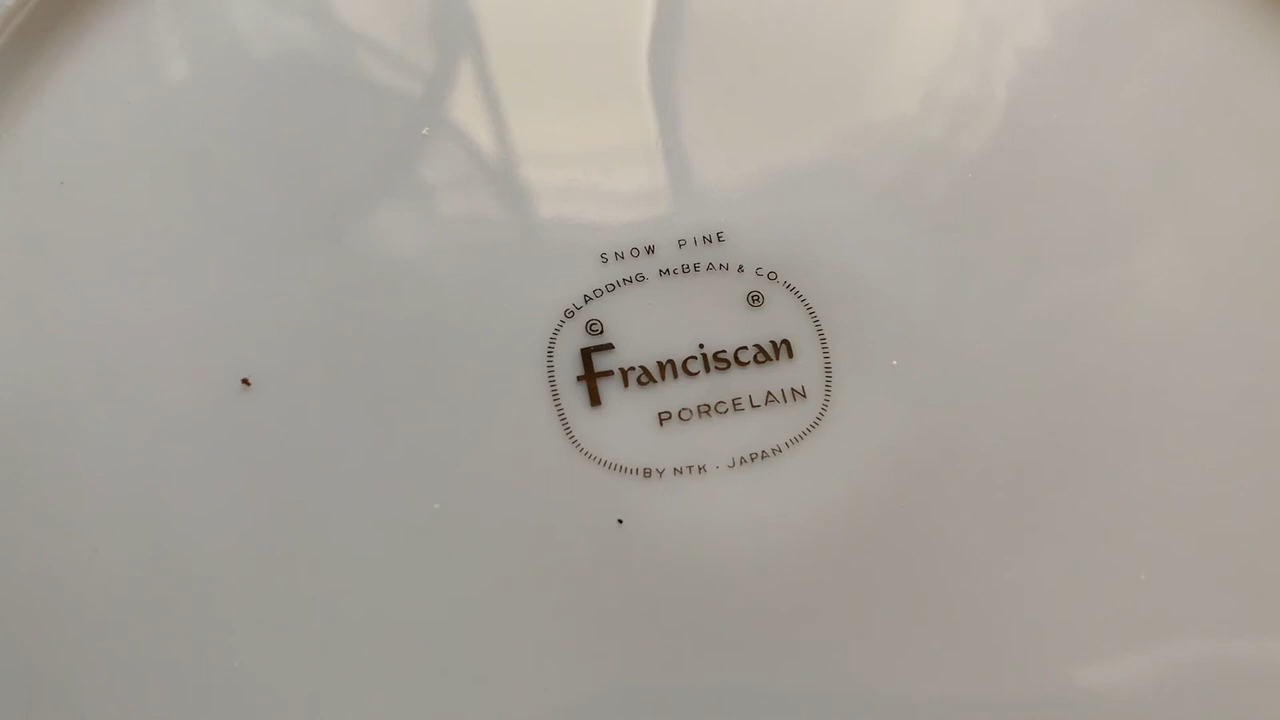 SNOW PINE
GLADDING, McBEAN & CO.
© ®
Franciscan
PORCELAIN
BY NTK · JAPAN